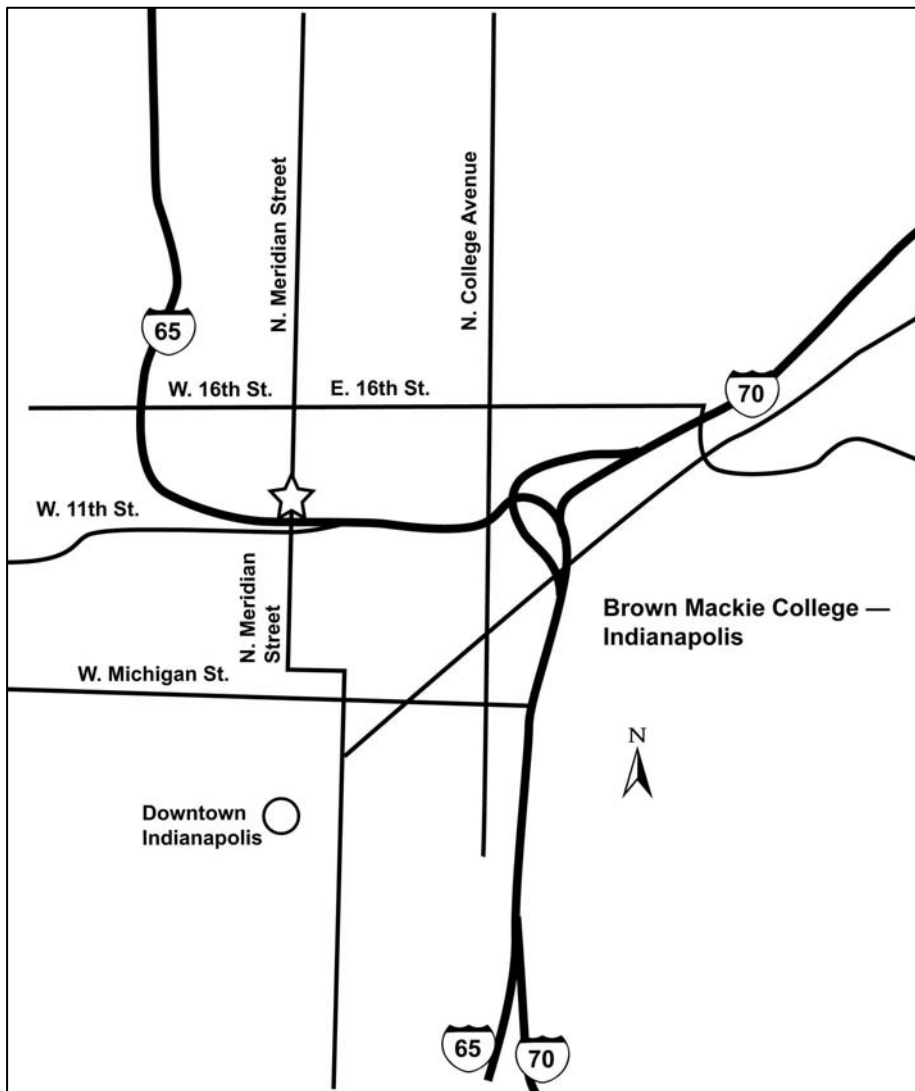 N. Meridian Street
N. College Avenue
65
W. 16th St.
E. 16th St.
70
W. 11th St.
N. Meridian
Street
Brown Mackie College —
Indianapolis
W. Michigan St.
N
Downtown
Indianapolis
65
70